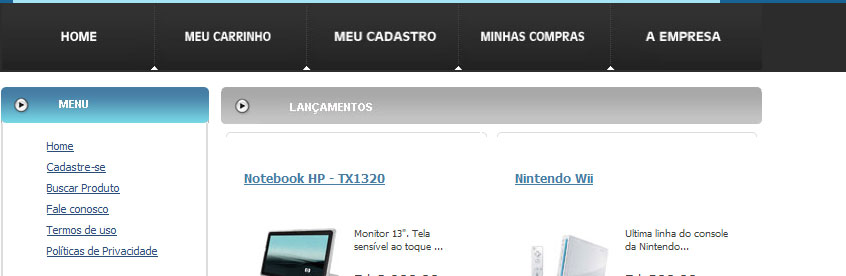 HOME
MEU CARRINHO
MEU CADASTRO
MINHAS COMPRAS
A EMPRESA
MENU
LANÇAMENTOS
Home
Cadastre-se
Buscar Produto
Fale conosco
Termos de uso
Políticas de Privacidade
Notebook HP - TX1320
Monitor 13". Tela
sensível ao toque ...
Nintendo Wii
Ultima linha do console
da Nintendo...